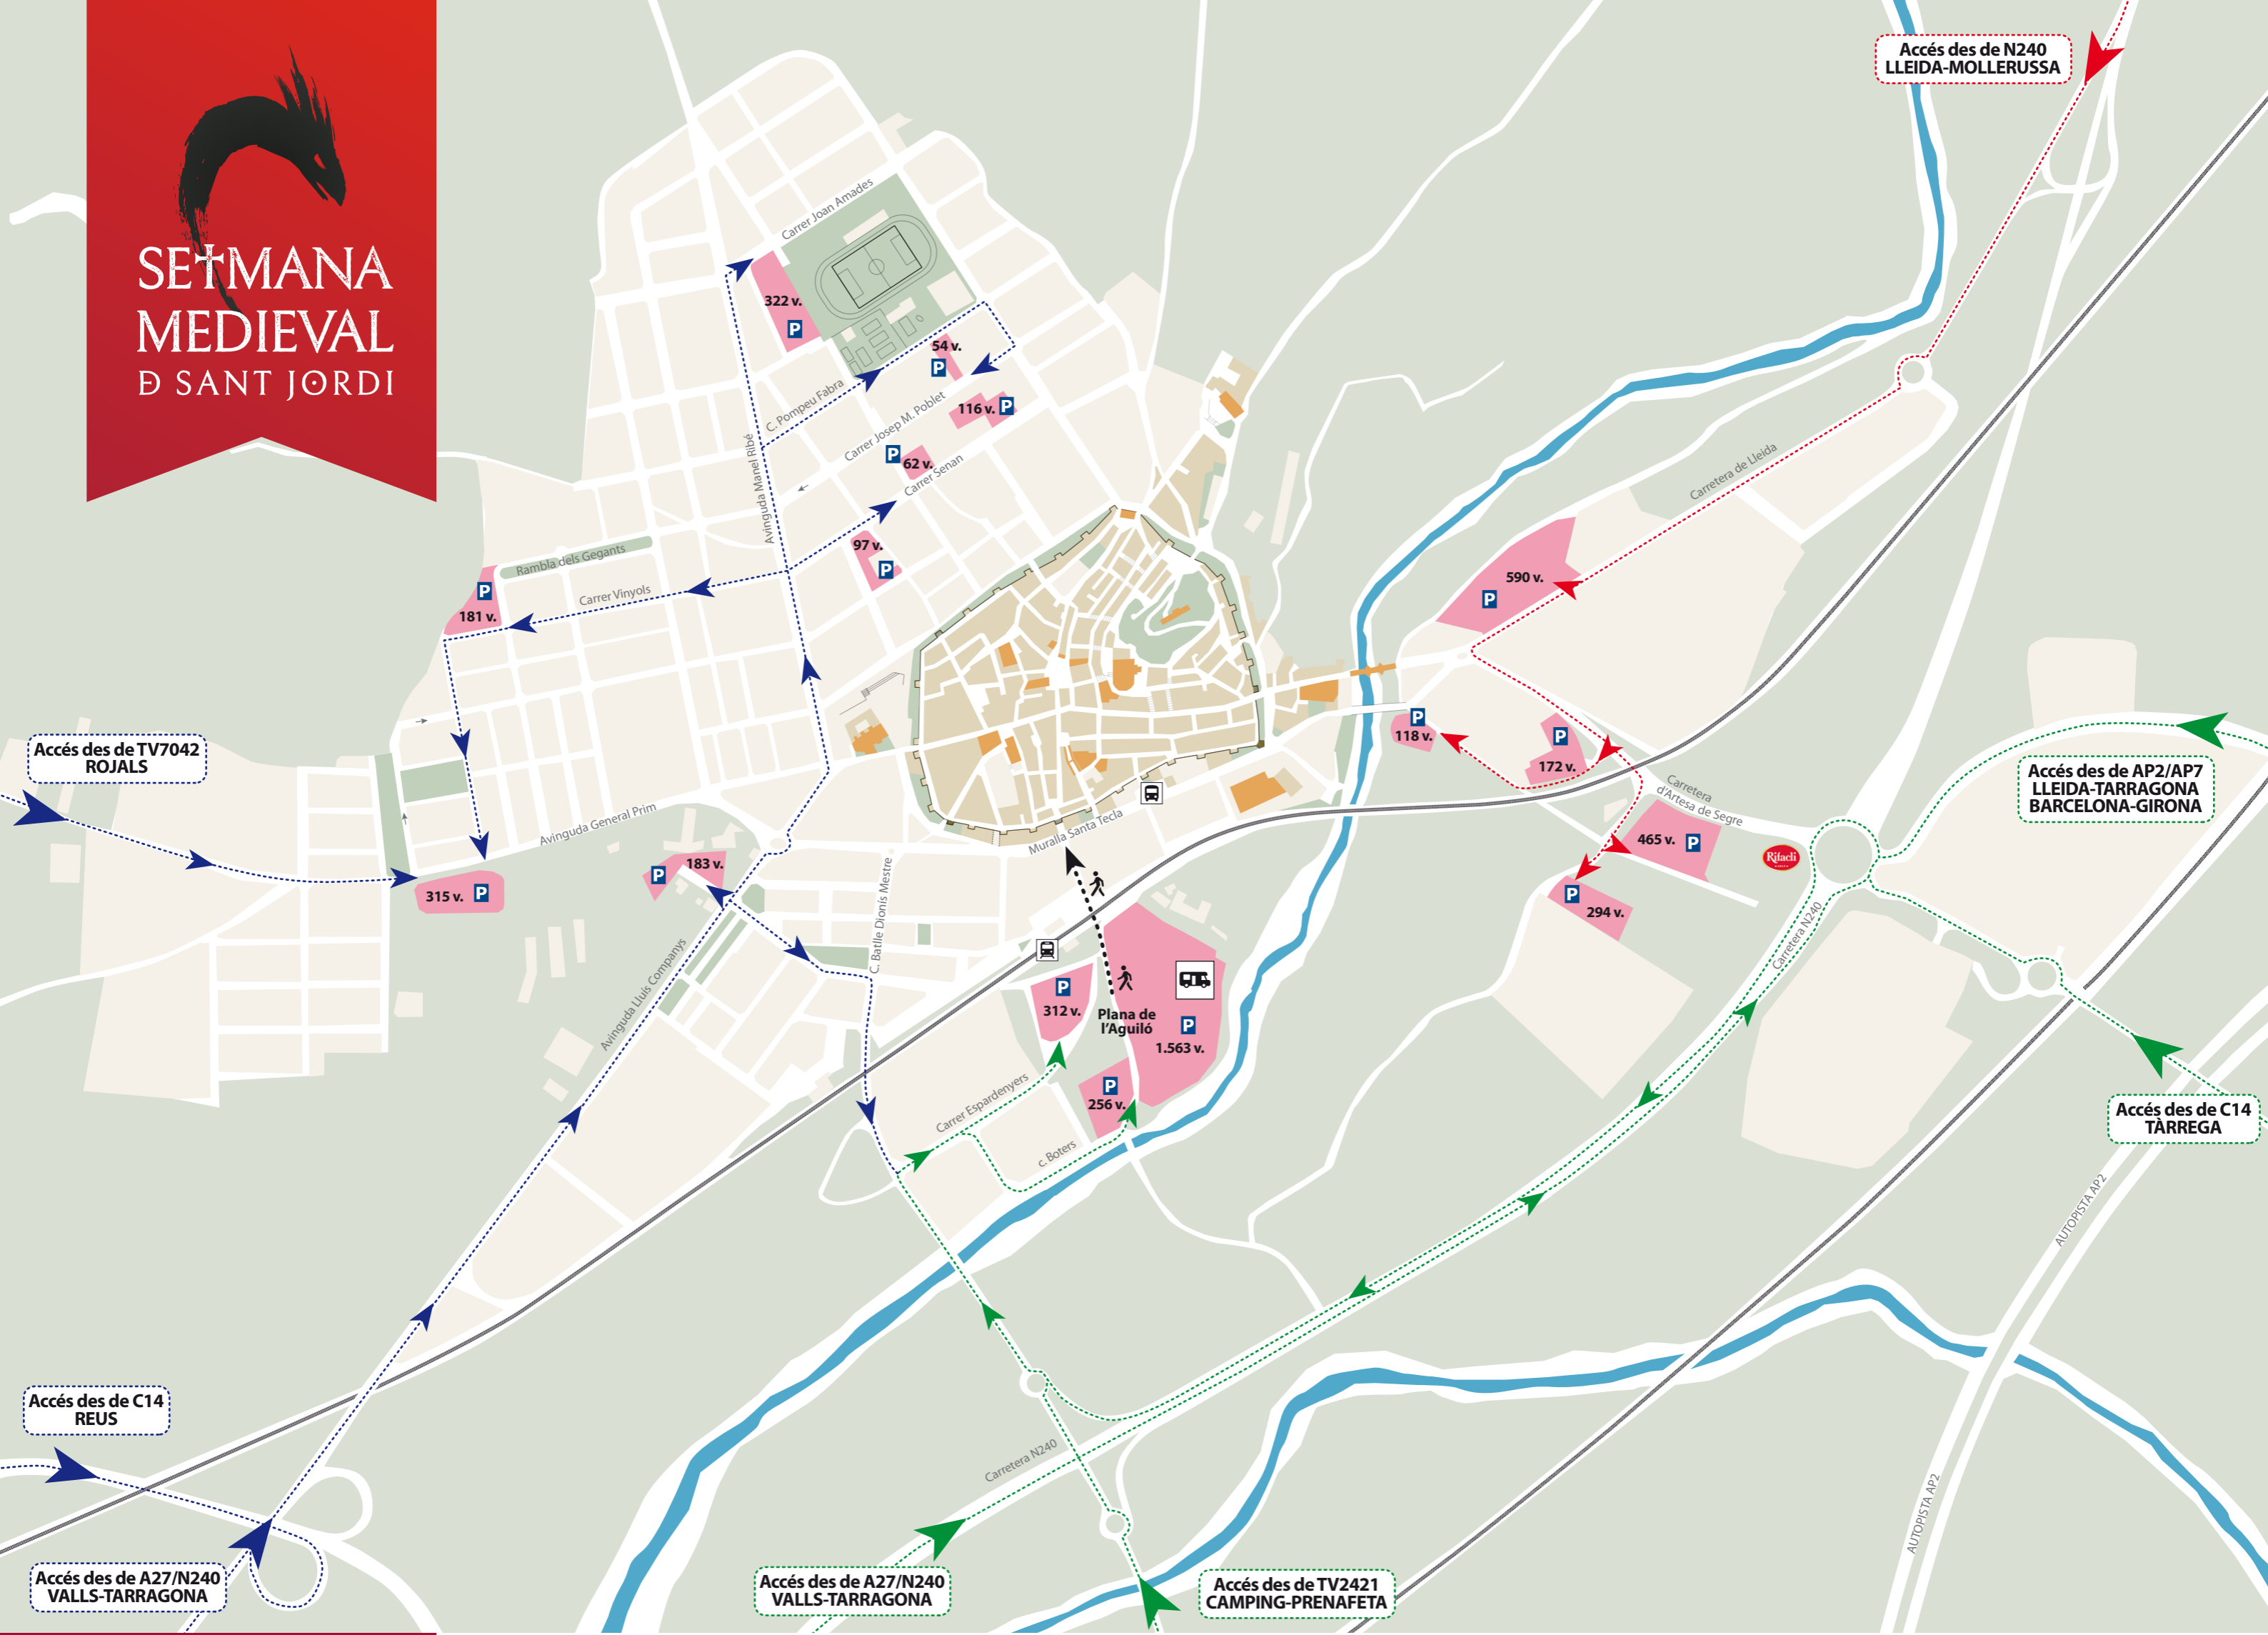 SETMANA
MEDIEVAL
D SANT JORDI
Accés des de N240
LLEIDA-MOLLERUSSA
Carrer Joan Amades
322 v.
P
54 v.
P
C. Pompeu Fabra
Carrer Josep M. Poblet
116 v.
P
Avinguda Manel Ribé
P
62 v.
Carrer Senan
97 v.
P
Rambla dels Gegants
Carrer Vinyols
P
181 v.
Carretera de Lleida
590 v.
P
P
118 v.
P
172 v.
Accés des de TV7042
ROJALS
Avinguda General Prim
Muralla Santa Tecla
Carretera
d'Artesa de Segre
465 v.
P
Rifacli
P
294 v.
Accés des de AP2/AP7
LLEIDA-TARRAGONA
BARCELONA-GIRONA
315 v.
P
183 v.
P
C. Batlle Dionís Mestre
Avinguda Lluís Companys
Carretera N240
P
312 v.
Plana de
l'Aguiló
P
1.563 v.
P
256 v.
Carrer Espardenyers
c. Boters
Accés des de C14
TÀRREGA
AUTOPISTA AP2
Accés des de C14
REUS
Carretera N240
AUTOPISTA AP2
Accés des de A27/N240
VALLS-TARRAGONA
Accés des de A27/N240
VALLS-TARRAGONA
Accés des de TV2421
CAMPING-PRENAFETA